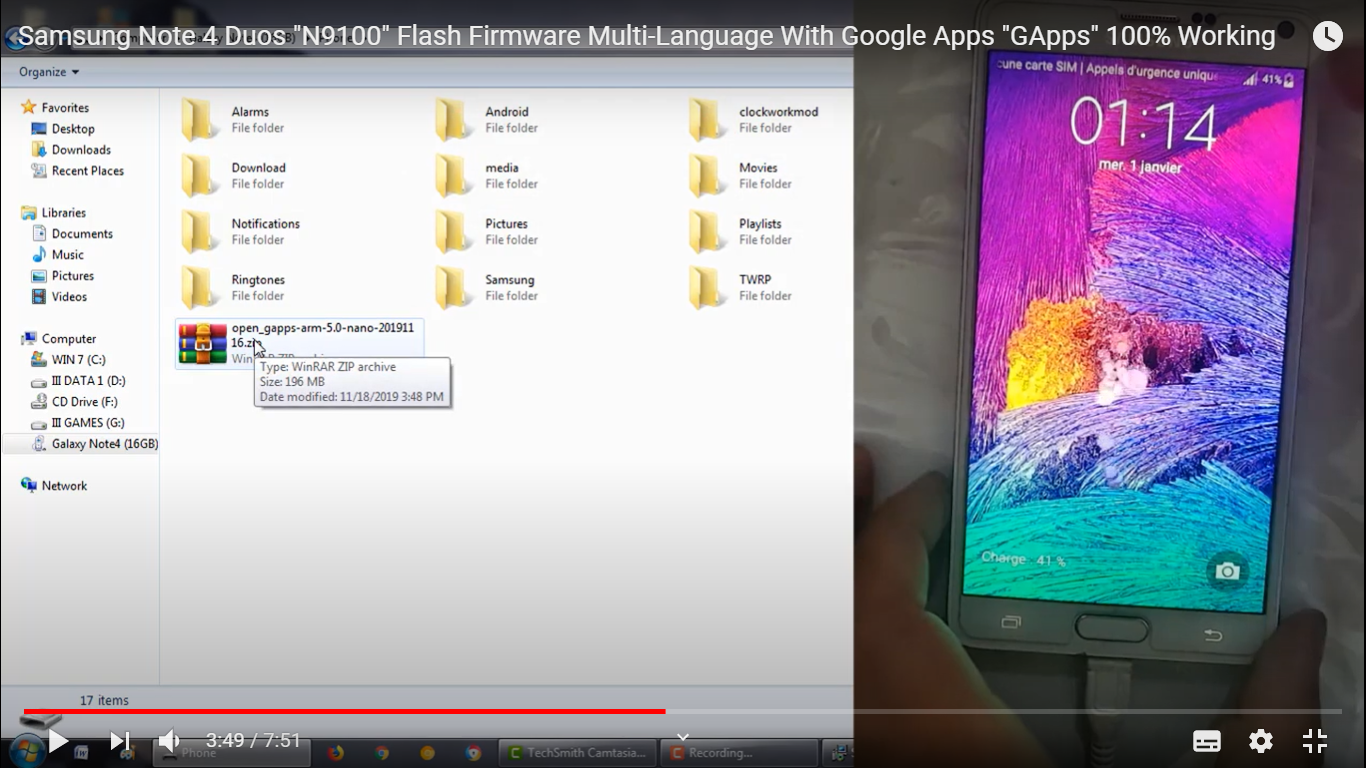 Samsung Note 4 Duos "N9100" Flash Firmware Multi-Language With Google Apps "GApps" 100% Working
Organize
Favorites
Desktop
Downloads
Recent Places
Libraries
Documents
Music
Pictures
Videos
Computer
WIN 7 (C:)
III DATA 1 (D:)
CD Drive (F:)
III GAMES (G:)
Galaxy Note4 (16GB)
Network
Alarms
File folder
Android
File folder
clockworkmod
File folder
Download
File folder
media
File folder
Movies
File folder
Notifications
File folder
Pictures
File folder
Playlists
File folder
Ringtones
File folder
Samsung
File folder
TWRP
File folder
open_gapps-arm-5.0-nano-201911
16.zip
Type: WinRAR ZIP archive
Size: 196 MB
Date modified: 11/18/2019 3:48 PM
17 items
cune carte SIM | Appels d'urgence uniqu
41%
01:14
mer. 1 janvier
Charge 41 %
3:49 / 7:51
Phone
TechSmith Camtasia...
Recording...